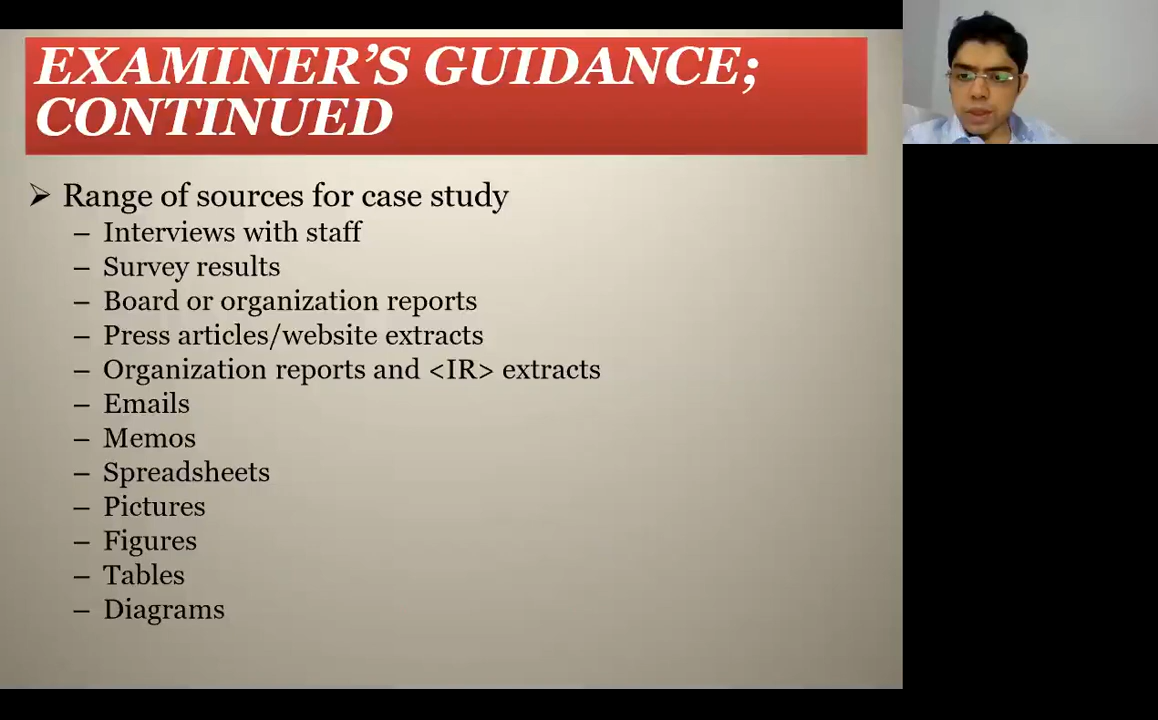 EXAMINER’S GUIDANCE;
CONTINUED
➢ Range of sources for case study
– Interviews with staff
– Survey results
– Board or organization reports
– Press articles/website extracts
– Organization reports and <IR> extracts
– Emails
– Memos
– Spreadsheets
– Pictures
– Figures
– Tables
– Diagrams